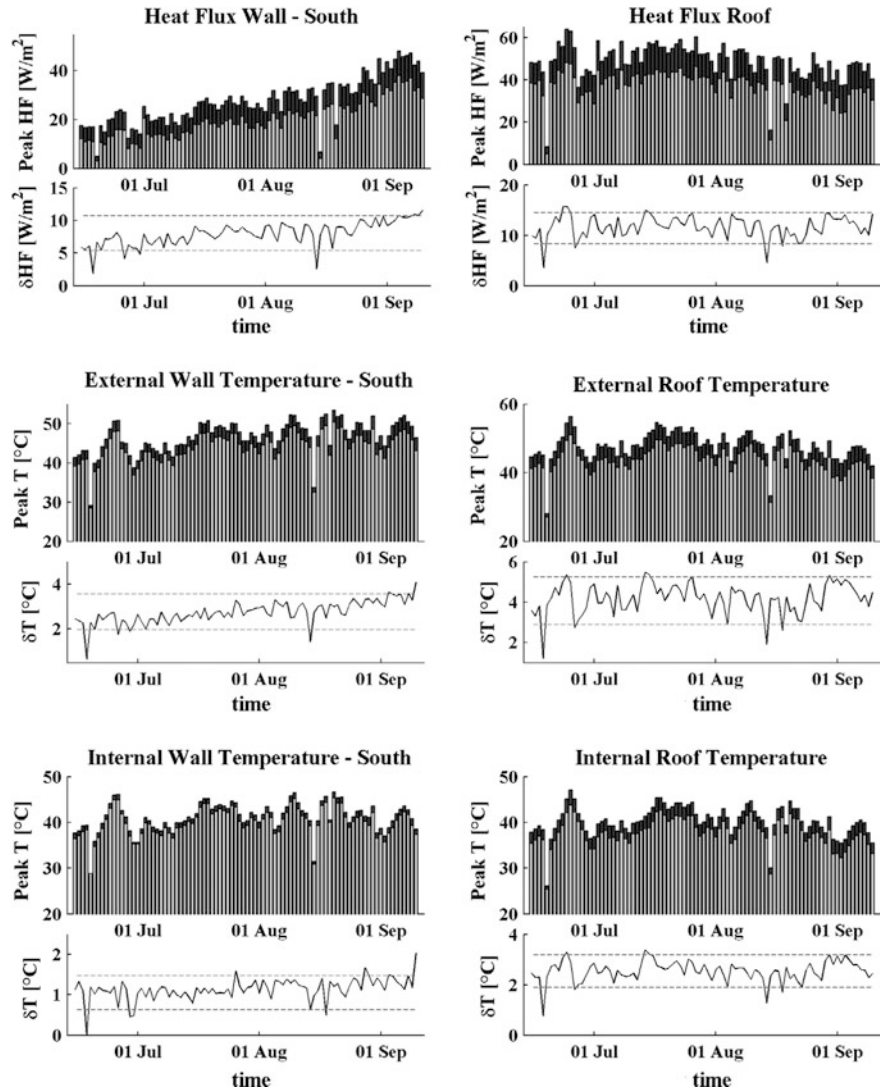 Heat Flux Wall - South
Peak HF [W/m²]
40
20
0
01 Jul
01 Aug
01 Sep
δHF [W/m²]
15
10
5
0
01 Jul
01 Aug
01 Sep
time
Heat Flux Roof
Peak HF [W/m²]
60
40
20
0
01 Jul
01 Aug
01 Sep
δHF [W/m²]
20
10
0
01 Jul
01 Aug
01 Sep
time
External Wall Temperature - South
Peak T [°C]
50
40
30
20
01 Jul
01 Aug
01 Sep
δT [°C]
4
2
01 Jul
01 Aug
01 Sep
time
External Roof Temperature
Peak T [°C]
60
40
20
01 Jul
01 Aug
01 Sep
δT [°C]
6
4
2
01 Jul
01 Aug
01 Sep
time
Internal Wall Temperature - South
Peak T [°C]
50
40
30
20
01 Jul
01 Aug
01 Sep
δT [°C]
2
1
0
01 Jul
01 Aug
01 Sep
time
Internal Roof Temperature
Peak T [°C]
50
40
30
20
01 Jul
01 Aug
01 Sep
δT [°C]
4
2
0
01 Jul
01 Aug
01 Sep
time